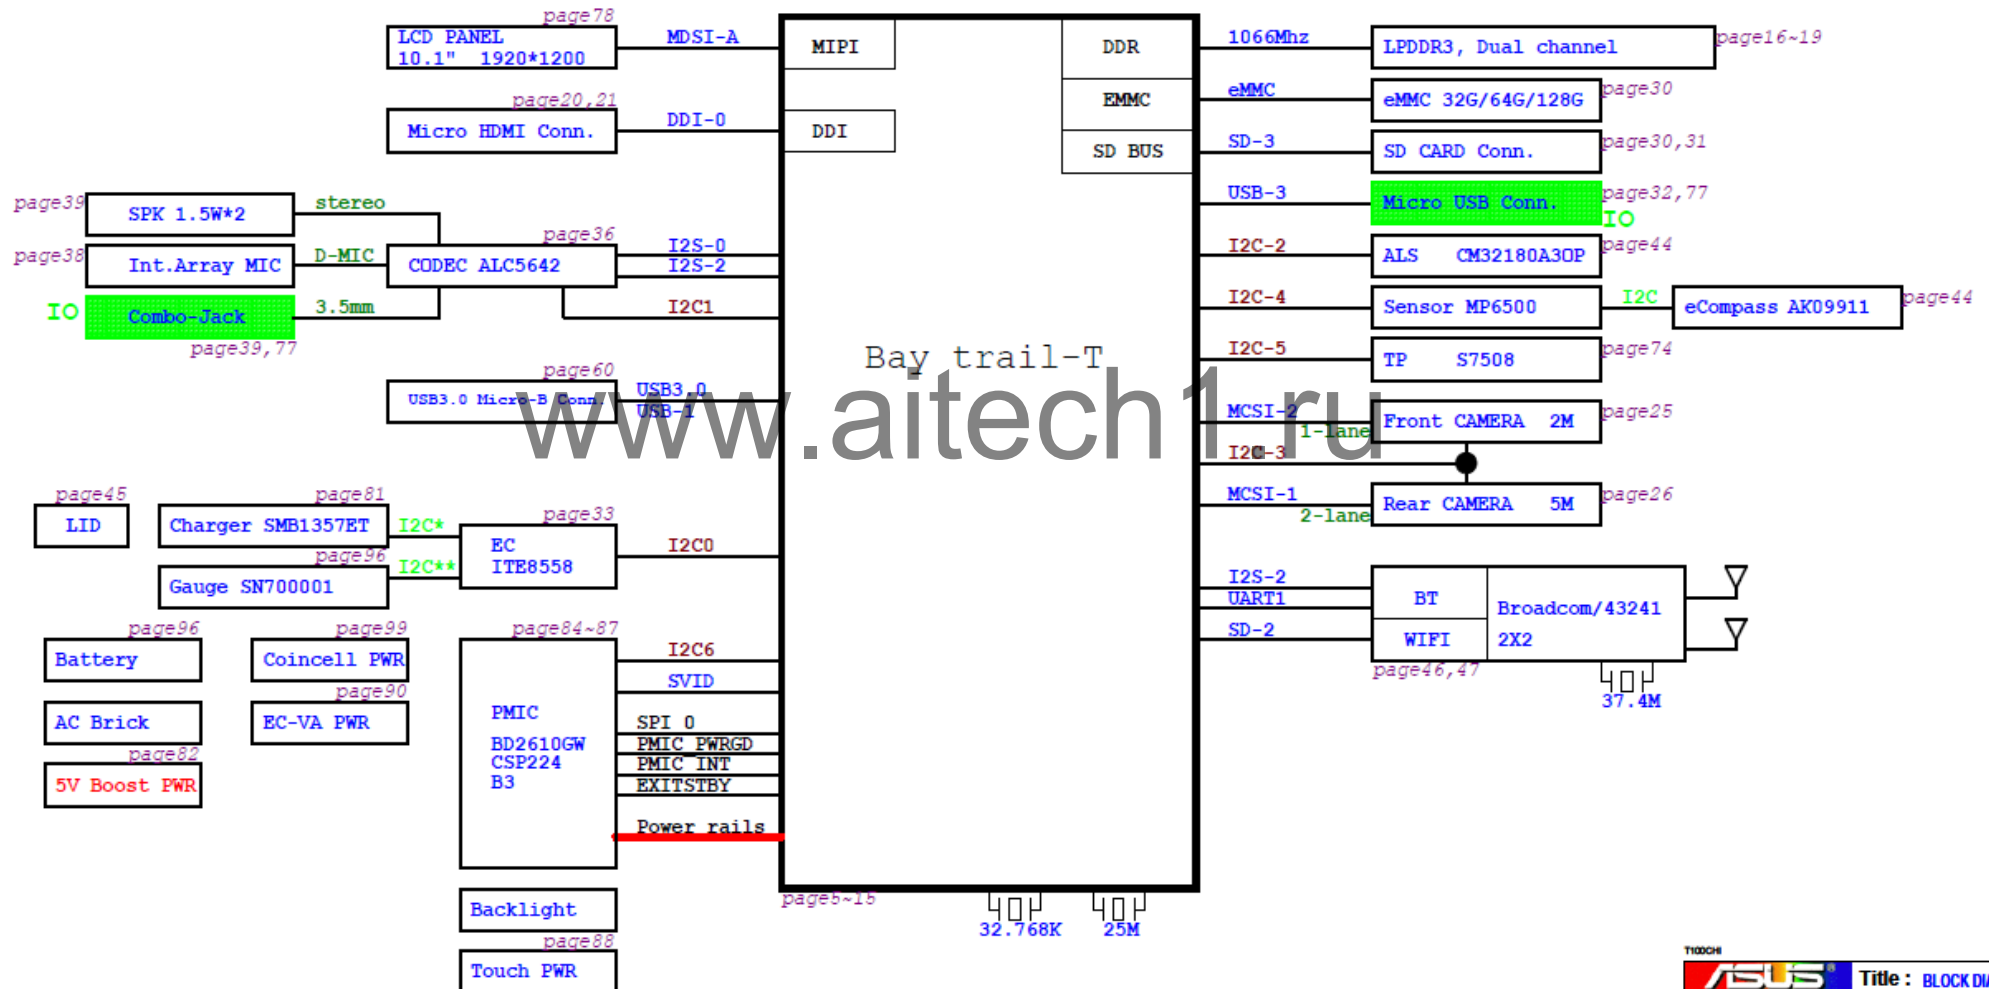 page78
LCD PANEL
10.1" 1920*1200
MDSI-A
MIPI
page20,21
Micro HDMI Conn.
DDI-0
DDI
page39
SPK 1.5W*2
stereo
page38
Int.Array MIC
D-MIC
page36
CODEC ALC5642
I2S-0
I2S-2
IO
Combo-Jack
3.5mm
I2C1
page39,77
page60
USB3.0 Micro-B Conn.
USB3.0
USB-1
page45
LID
page81
Charger SMB1357ET
I2C*
page96
Gauge SN700001
I2C**
page33
EC
ITE8558
I2C0
page96
Battery
page99
Coincell PWR
page90
AC Brick
EC-VA PWR
page82
5V Boost PWR
page84~87
PMIC
BD2610GW
CSP224
B3
I2C6
SVID
SPI 0
PMIC PWRGD
PMIC INT
EXITSTBY
Power rails
Backlight
page88
Touch PWR
Bay trail-T
www.aitech1.ru
page5~15
32.768K
25M
DDR
1066Mhz
LPDDR3, Dual channel
page16~19
EMMC
eMMC
eMMC 32G/64G/128G
page30
SD BUS
SD-3
SD CARD Conn.
page30,31
USB-3
Micro USB Conn.
page32,77
IO
I2C-2
ALS CM32180A3OP
page44
I2C-4
Sensor MP6500
I2C
eCompass AK09911
page44
I2C-5
TP S7508
page74
MCSI-2
1-lane
Front CAMERA 2M
page25
I2C-3
MCSI-1
2-lane
Rear CAMERA 5M
page26
I2S-2
UART1
SD-2
BT
WIFI
Broadcom/43241
2X2
page46,47
37.4M
T100CHI
ASUS
Title : BLOCK DIA